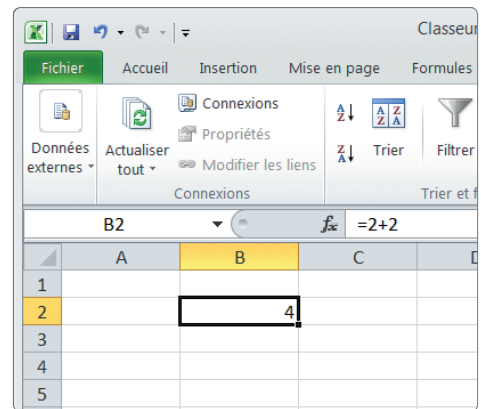 Classeur
Fichier Accueil Insertion Mise en page Formules
Données externes
Actualiser tout
Connexions
Propriétés
Modifier les liens
Connexions
A Z
Z A
A Z Z A
Trier
Filtrer
Trier et f
B2 fx =2+2
A B C
1
2 4
3
4
5